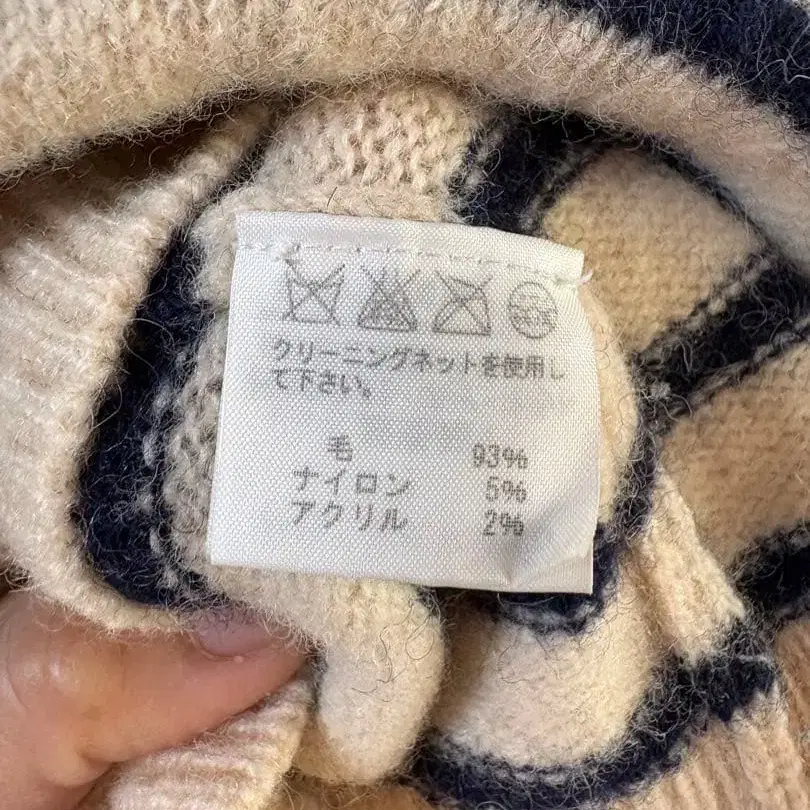 クリーニングネットを使用し
て下さい。
毛 93%
ナイロン 5%
アクリル 2%